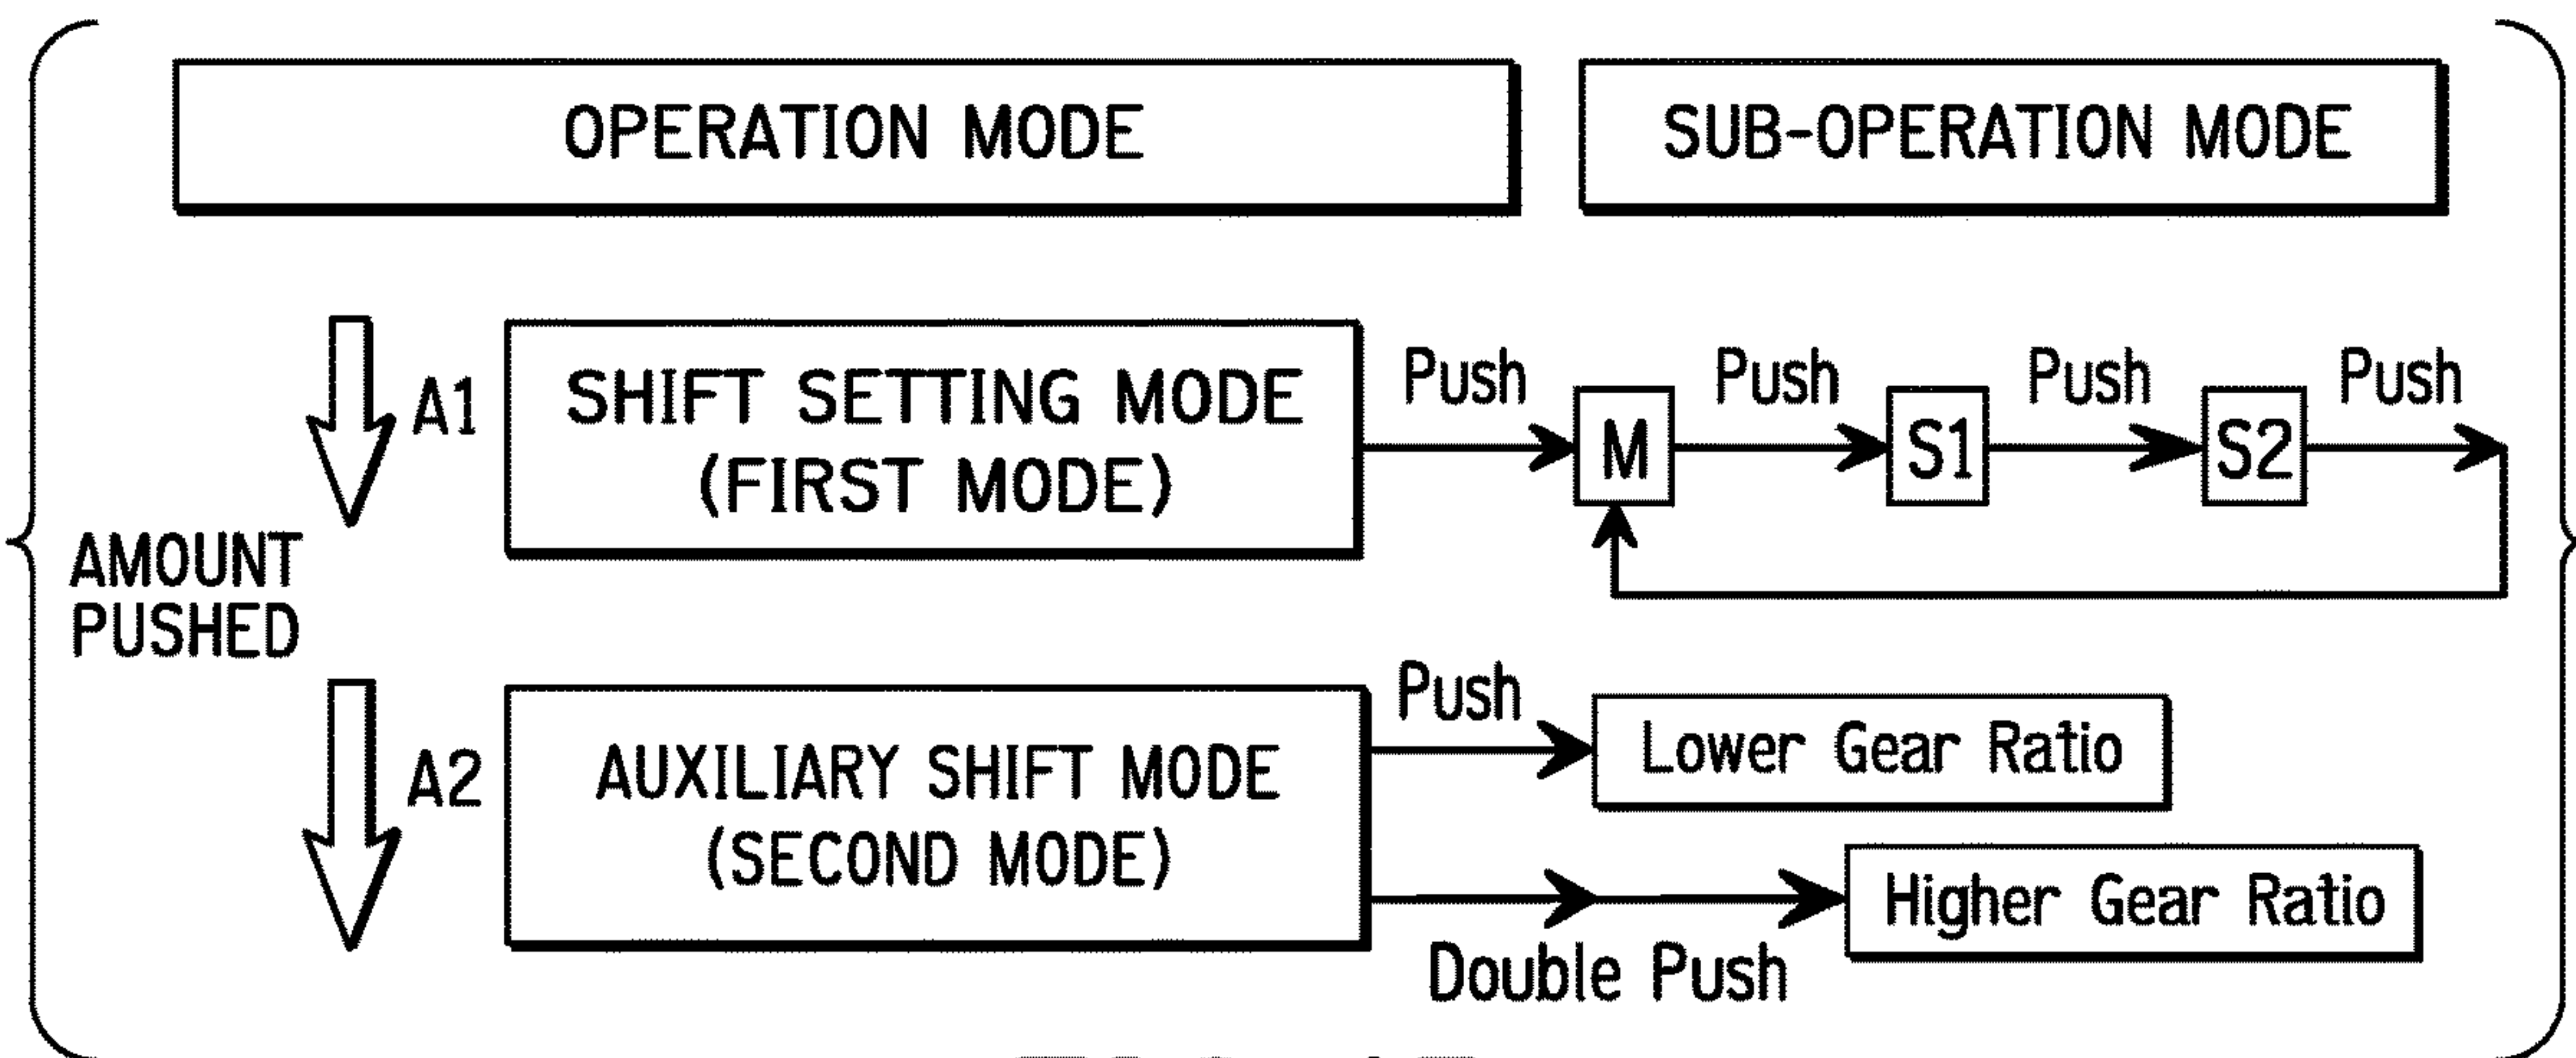 OPERATION MODE
SUB-OPERATION MODE
A1
SHIFT SETTING MODE
(FIRST MODE)
Push
M
Push
S1
Push
S2
Push
AMOUNT
PUSHED
A2
AUXILIARY SHIFT MODE
(SECOND MODE)
Push
Lower Gear Ratio
Double Push
Higher Gear Ratio